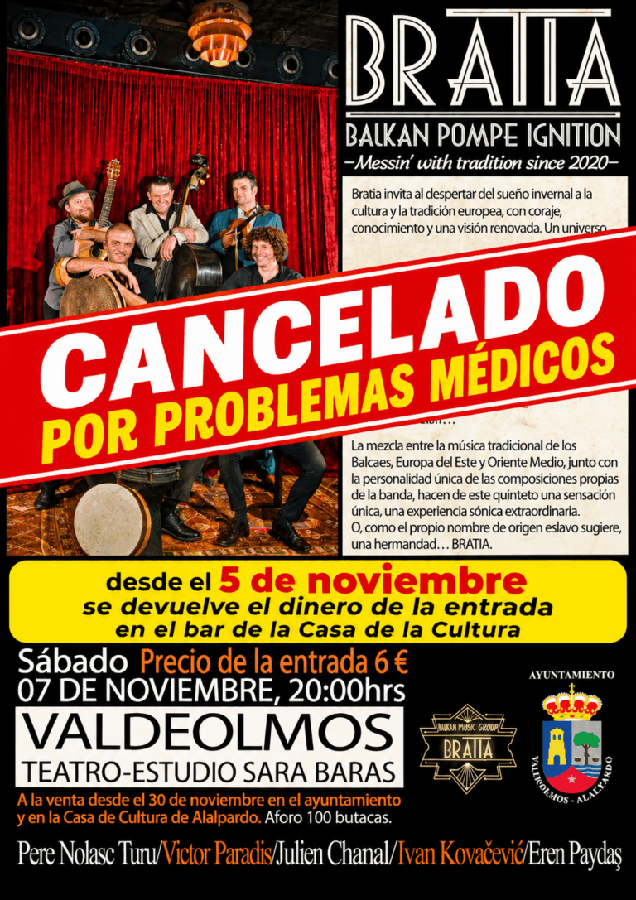 BRATIA
BALKAN POMPE IGNITION
-Messin' with tradition since 2020-
Bratia invita al despertar del sueño invernal a la
cultura y la tradición europea, con coraje,
conocimiento y una visión renovada. Un universo
CANCELADO
POR PROBLEMAS MÉDICOS
La mezcla entre la música tradicional de los
Balcaes, Europa del Este y Oriente Medio, junto con
la personalidad única de las composiciones propias
de la banda, hacen de este quinteto una sensación
única, una experiencia sónica extraordinaria.
O, como el propio nombre de origen eslavo sugiere,
una hermandad... BRATIA.
desde el 5 de noviembre
se devuelve el dinero de la entrada
en el bar de la Casa de la Cultura
Sábado Precio de la entrada 6 €
07 DE NOVIEMBRE, 20:00hrs
VALDEOLMOS
TEATRO-ESTUDIO SARA BARAS
A la venta desde el 30 de noviembre en el ayuntamiento
y en la Casa de Cultura de Alalpardo. Aforo 100 butacas.
BALKAN MUSIC GROUP
BRATIA
AYUNTAMIENTO
Pere Nolasc Turu/Victor Paradis/Julien Chanal/Ivan Kovačević/Eren Paydaş